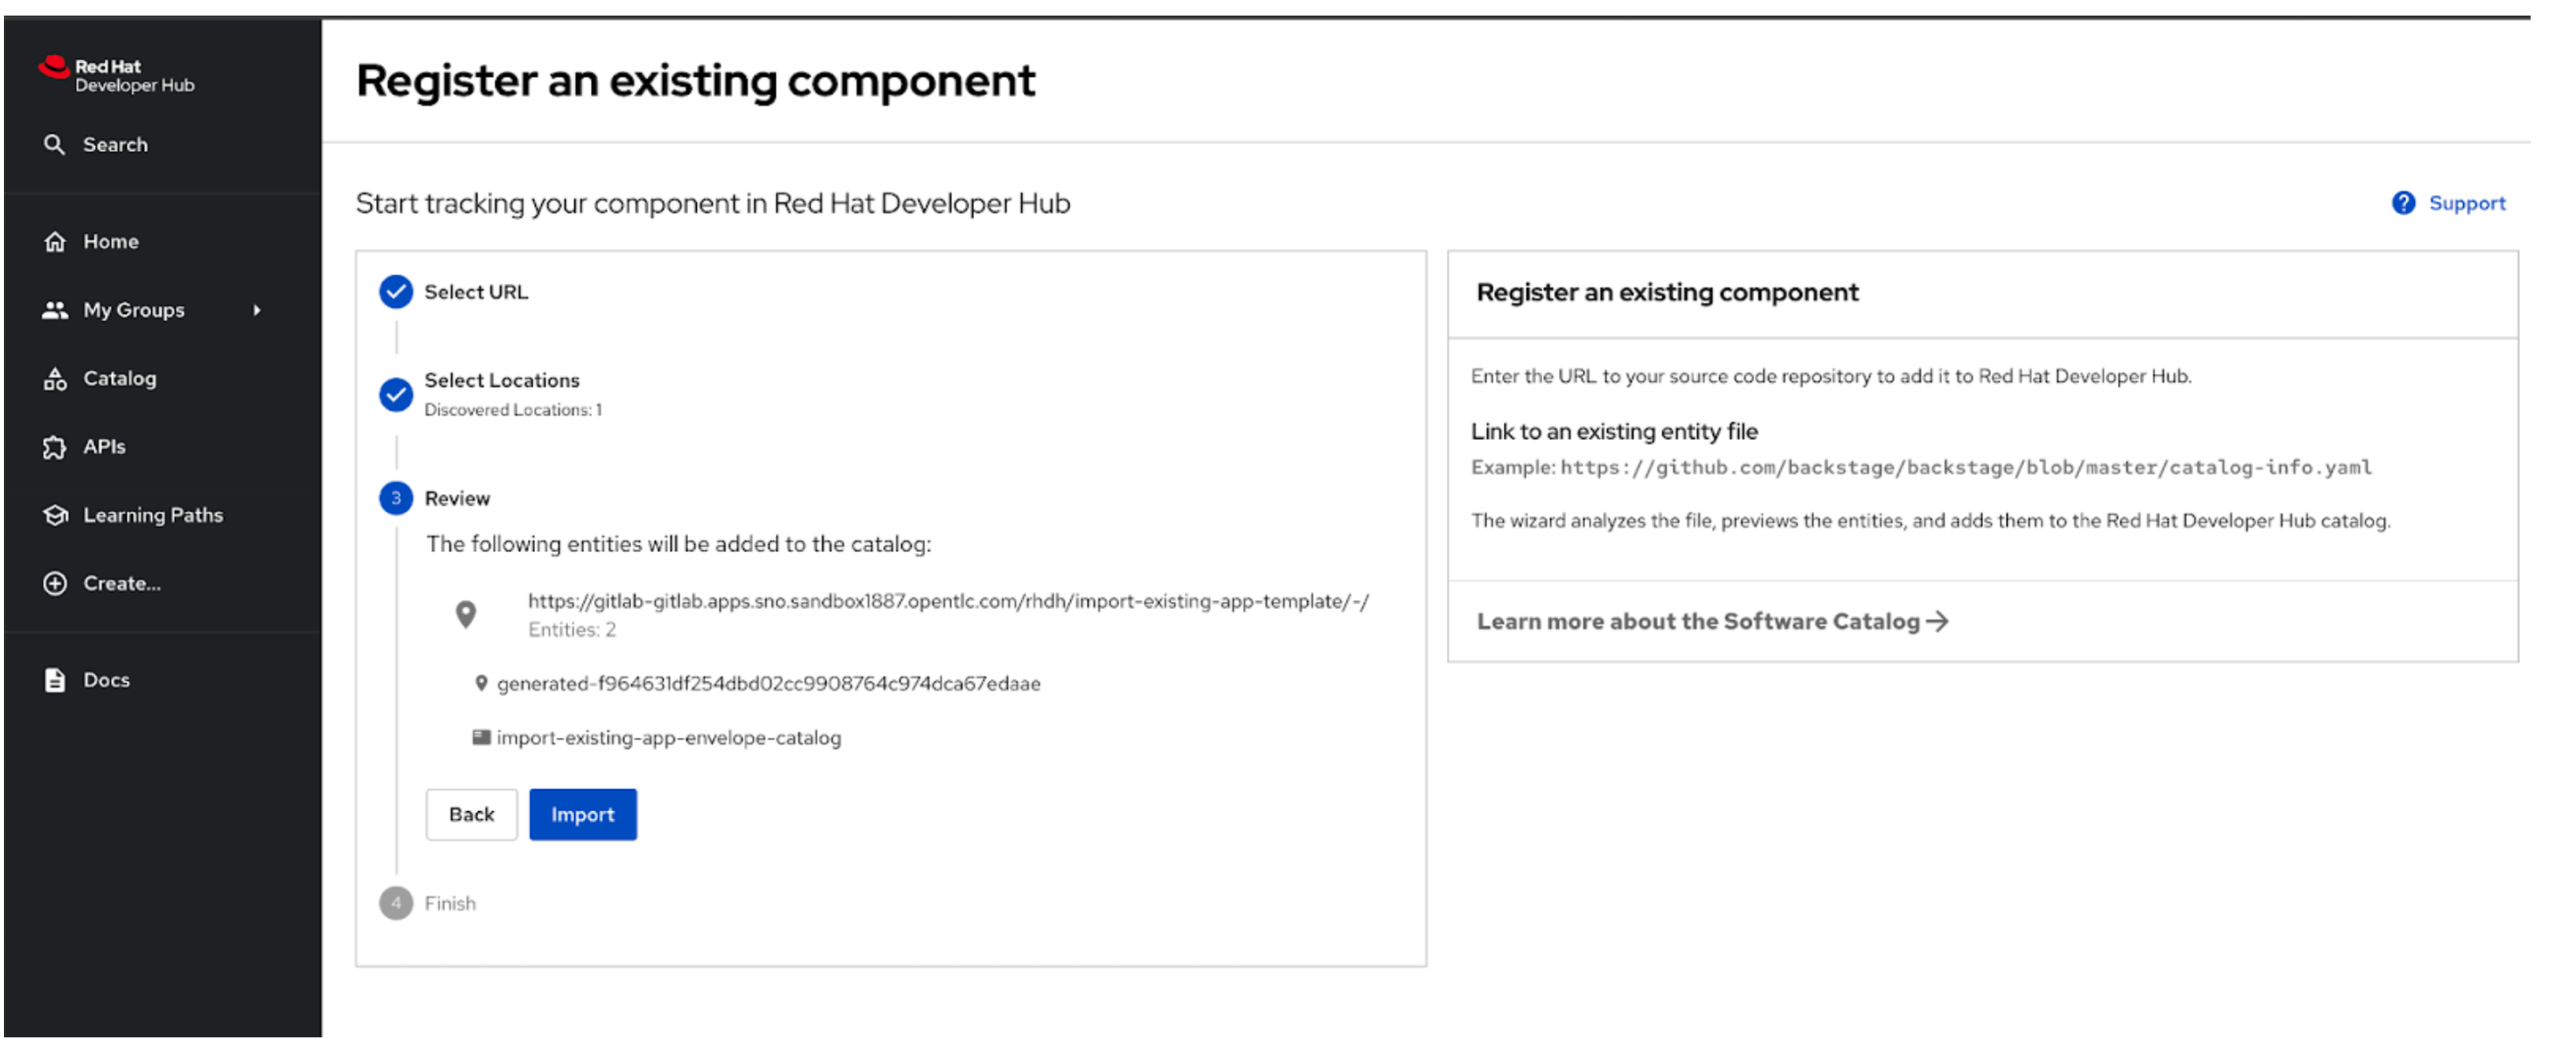 Red Hat
Developer Hub
Search
Home
My Groups
Catalog
APIs
Learning Paths
Create...
Docs
Register an existing component
Start tracking your component in Red Hat Developer Hub
Support
Select URL
Select Locations
Discovered Locations: 1
3 Review
The following entities will be added to the catalog:
https://gitlab-gitlab.apps.sno.sandbox1887.opentlc.com/rhdh/import-existing-app-template/-/
Entities: 2
generated-f964631df254dbd02cc9908764c974dca67edaae
import-existing-app-envelope-catalog
Back Import
4 Finish
Register an existing component
Enter the URL to your source code repository to add it to Red Hat Developer Hub.
Link to an existing entity file
Example: https://github.com/backstage/backstage/blob/master/catalog-info.yaml
The wizard analyzes the file, previews the entities, and adds them to the Red Hat Developer Hub catalog.
Learn more about the Software Catalog